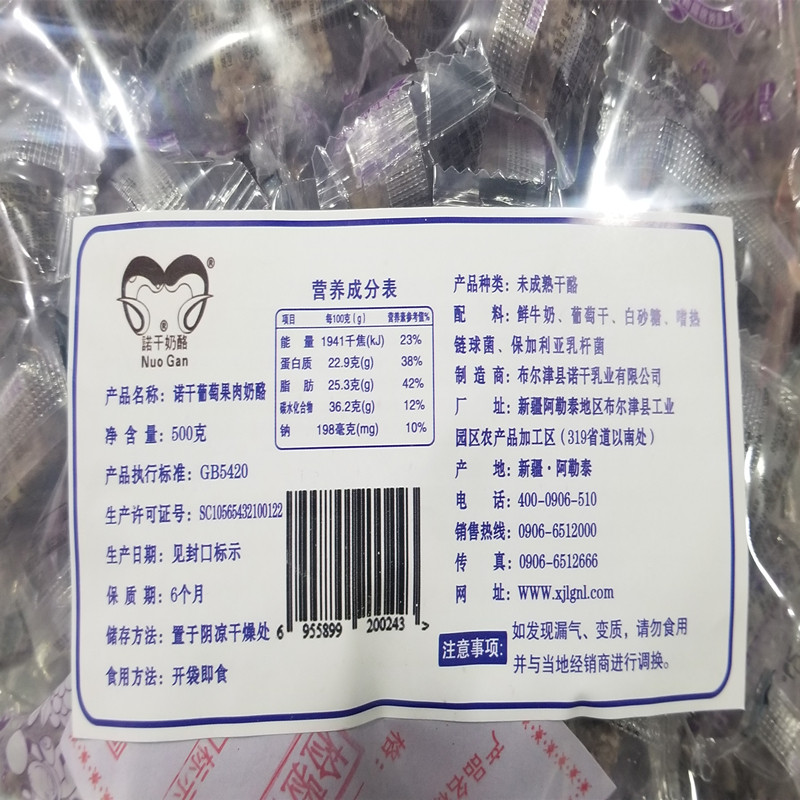 諾干奶酪
Nuo Gan
产品名称: 诺干葡萄果肉奶酪
净 含 量: 500克
产品执行标准: GB5420
生产许可证号: SC10565432100122
生产日期: 见封口标示
保 质 期: 6个月
储存方法: 置于阴凉干燥处
食用方法: 开袋即食
营养成分表
项目 每100克(g) 营养素参考值%
能 量 1941千焦(kJ) 23%
蛋白质 22.9克(g) 38%
脂 肪 25.3克(g) 42%
碳水化合物 36.2克(g) 12%
钠 198毫克(mg) 10%
6 955899 200243 >
产品种类: 未成熟干酪
配 料: 鲜牛奶、葡萄干、白砂糖、嗜热
链球菌、保加利亚乳杆菌
制 造 商: 布尔津县诺干乳业有限公司
厂 址: 新疆阿勒泰地区布尔津县工业
园区农产品加工区(319省道以南处)
产 地: 新疆·阿勒泰
电 话: 400-0906-510
销售热线: 0906-6512000
传 真: 0906-6512666
网 址: WWW.xjlgnl.com
注意事项: 如发现漏气、变质,请勿食用
并与当地经销商进行调换。
检验
产品名